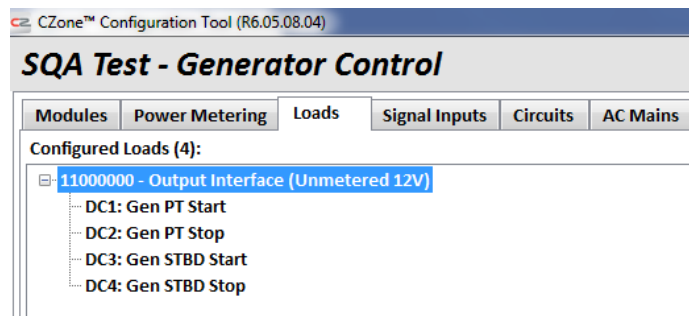 CZ CZone™ Configuration Tool (R6.05.08.04)
SQA Test - Generator Control
Modules Power Metering Loads Signal Inputs Circuits AC Mains
Configured Loads (4):
11000000 - Output Interface (Unmetered 12V)
DC1: Gen PT Start
DC2: Gen PT Stop
DC3: Gen STBD Start
DC4: Gen STBD Stop